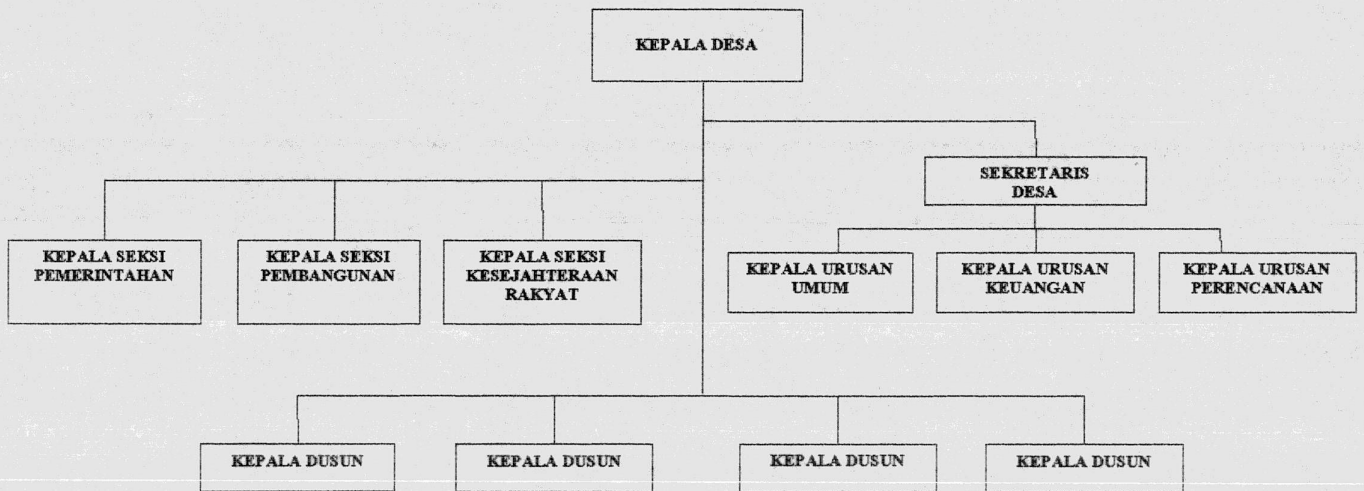 KEPALA DESA
SEKRETARIS
DESA
KEPALA SEKSI
PEMERINTAHAN
KEPALA SEKSI
PEMBANGUNAN
KEPALA SEKSI
KESEJAHTERAAN
RAKYAT
KEPALA URUSAN
UMUM
KEPALA URUSAN
KEUANGAN
KEPALA URUSAN
PERENCANAAN
KEPALA DUSUN
KEPALA DUSUN
KEPALA DUSUN
KEPALA DUSUN